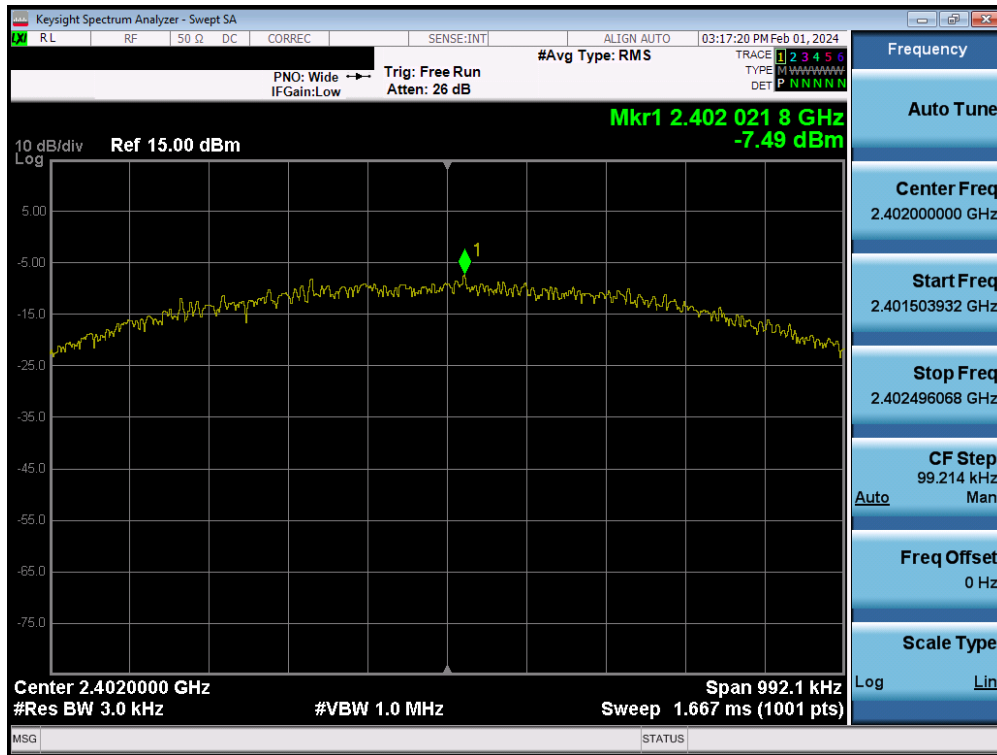 Keysight Spectrum Analyzer - Swept SA
LXI RL RF 50 Ω DC CORREC SENSE:INT ALIGN AUTO 03:17:20 PM Feb 01, 2024
#Avg Type: RMS
TRACE 1 2 3 4 5 6
PNO: Wide Trig: Free Run
TYPE M WWWWW
IFGain:Low Atten: 26 dB
DET P N N N N N
Mkr1 2.402 021 8 GHz
-7.49 dBm
10 dB/div Ref 15.00 dBm
Log
1
5.00
-5.00
-15.0
-25.0
-35.0
-45.0
-55.0
-65.0
-75.0
Center 2.4020000 GHz Span 992.1 kHz
#Res BW 3.0 kHz #VBW 1.0 MHz Sweep 1.667 ms (1001 pts)
MSG STATUS
Frequency
Auto Tune
Center Freq
2.402000000 GHz
Start Freq
2.401503932 GHz
Stop Freq
2.402496068 GHz
CF Step
99.214 kHz
Auto Man
Freq Offset
0 Hz
Scale Type
Log Lin